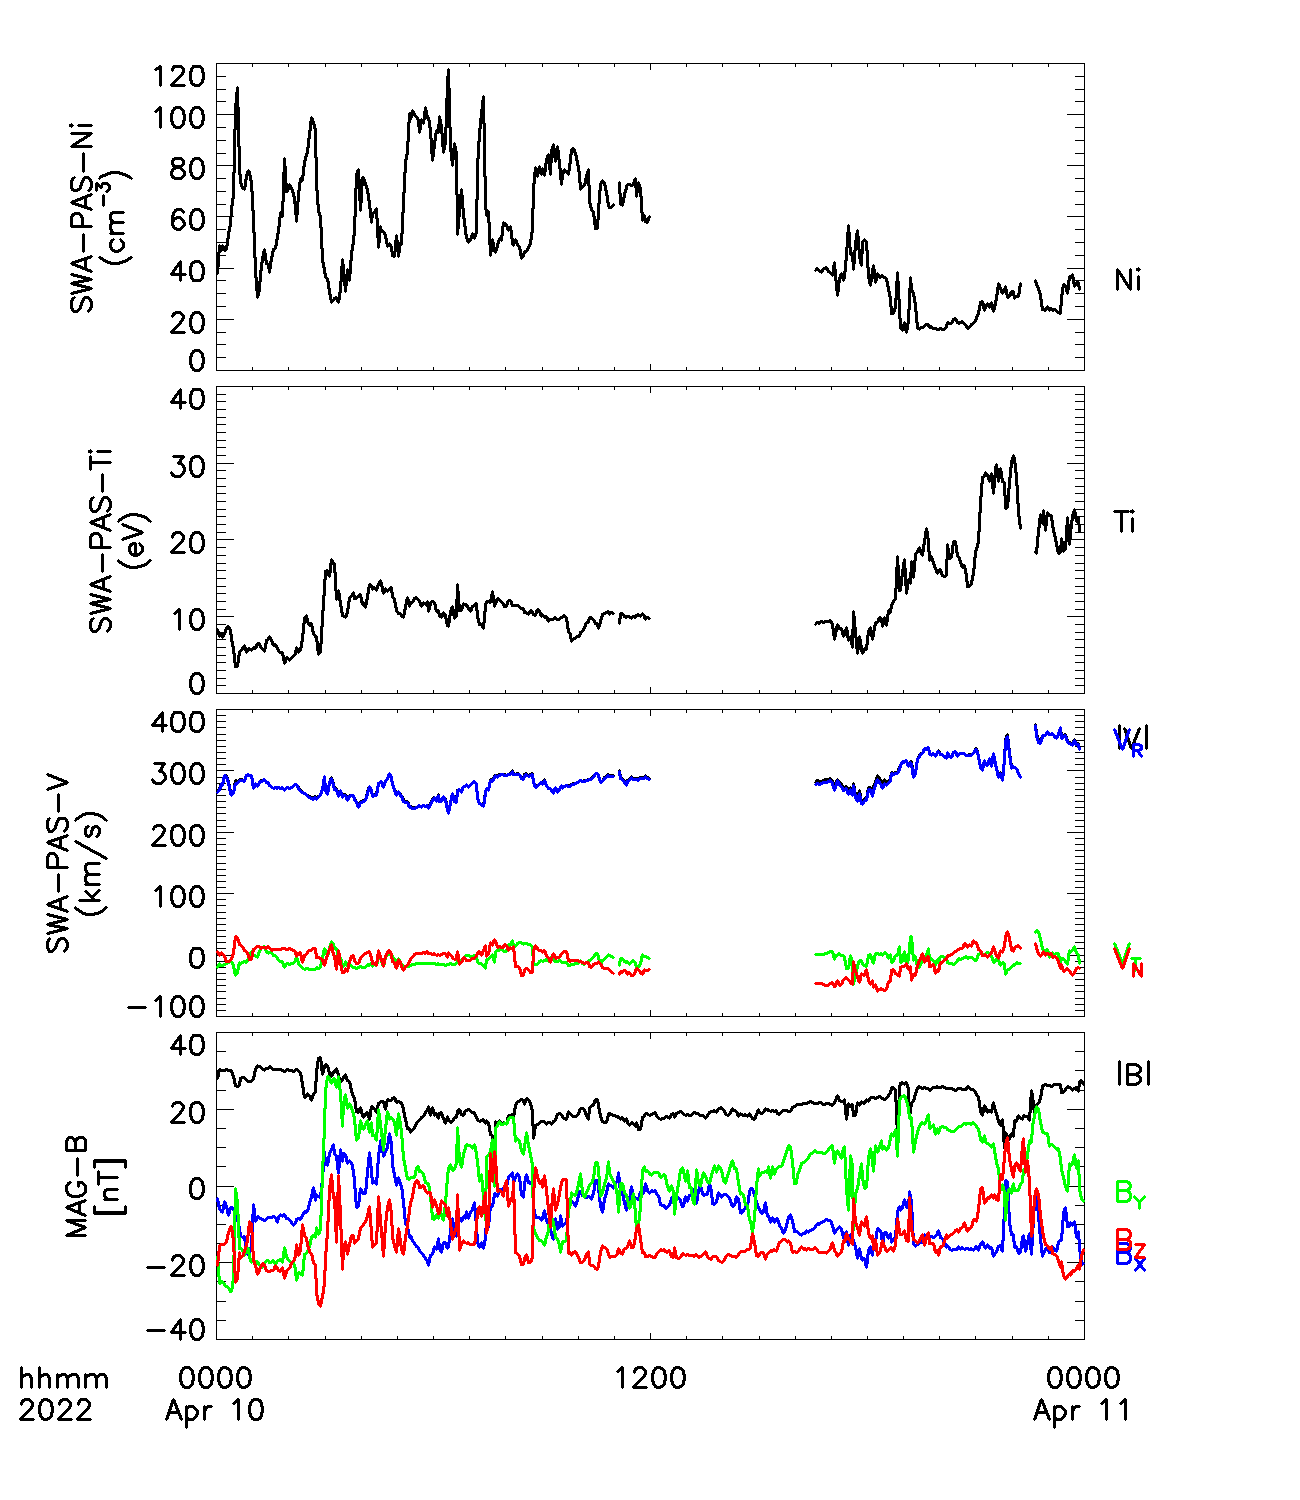 SWA-PAS-Ni
(cm⁻³)
120
100
80
60
40
20
0
Ni
SWA-PAS-Ti
(eV)
40
30
20
10
0
Ti
SWA-PAS-V
(km/s)
400
300
200
100
0
-100
|V|
V_R
V_T
V_N
MAG-B
[nT]
40
20
0
-20
-40
|B|
B_Y
B_Z
B_X
hhmm 0000 1200 0000
2022 Apr 10 Apr 11